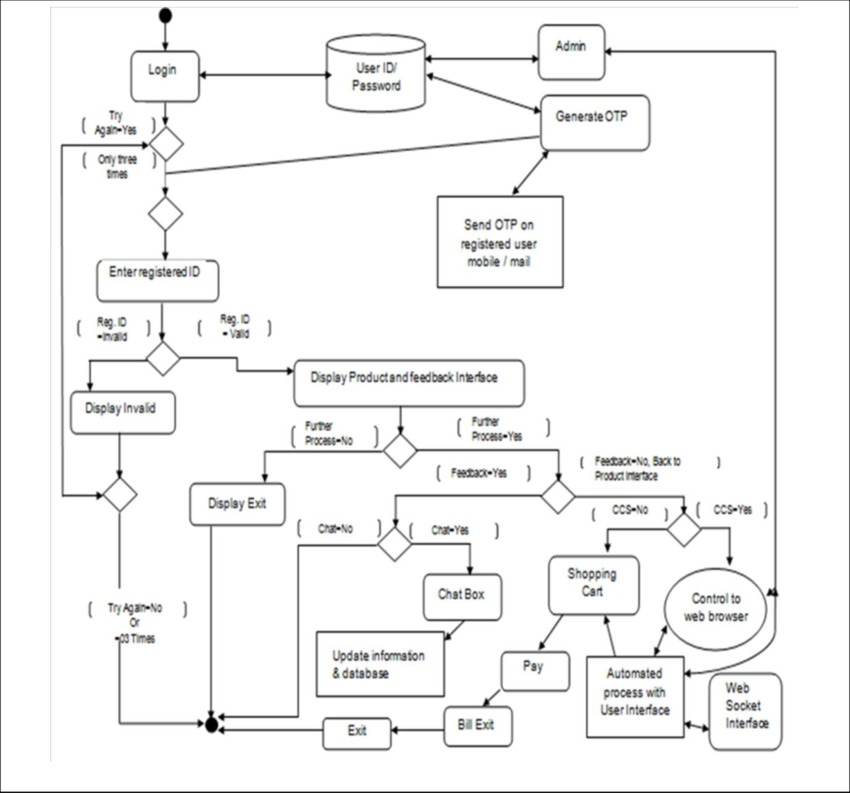 Login
User ID/
Password
Admin
Generate OTP
Try
Again=Yes
Only three
times
Send OTP on
registered user
mobile / mail
Enter registered ID
Reg. ID
=Invalid
Reg. ID
= Valid
Display Product and feedback Interface
Display Invalid
Further
Process=No
Further
Process=Yes
Feedback=Yes
Feedback=No, Back to
Product Interface
Display Exit
CCS=No
CCS=Yes
Chat=No
Chat=Yes
Chat Box
Shopping
Cart
Control to
web browser
Try Again=No
Or
=03 Times
Update information
& database
Pay
Automated
process with
User Interface
Web
Socket
Interface
Exit
Bill Exit